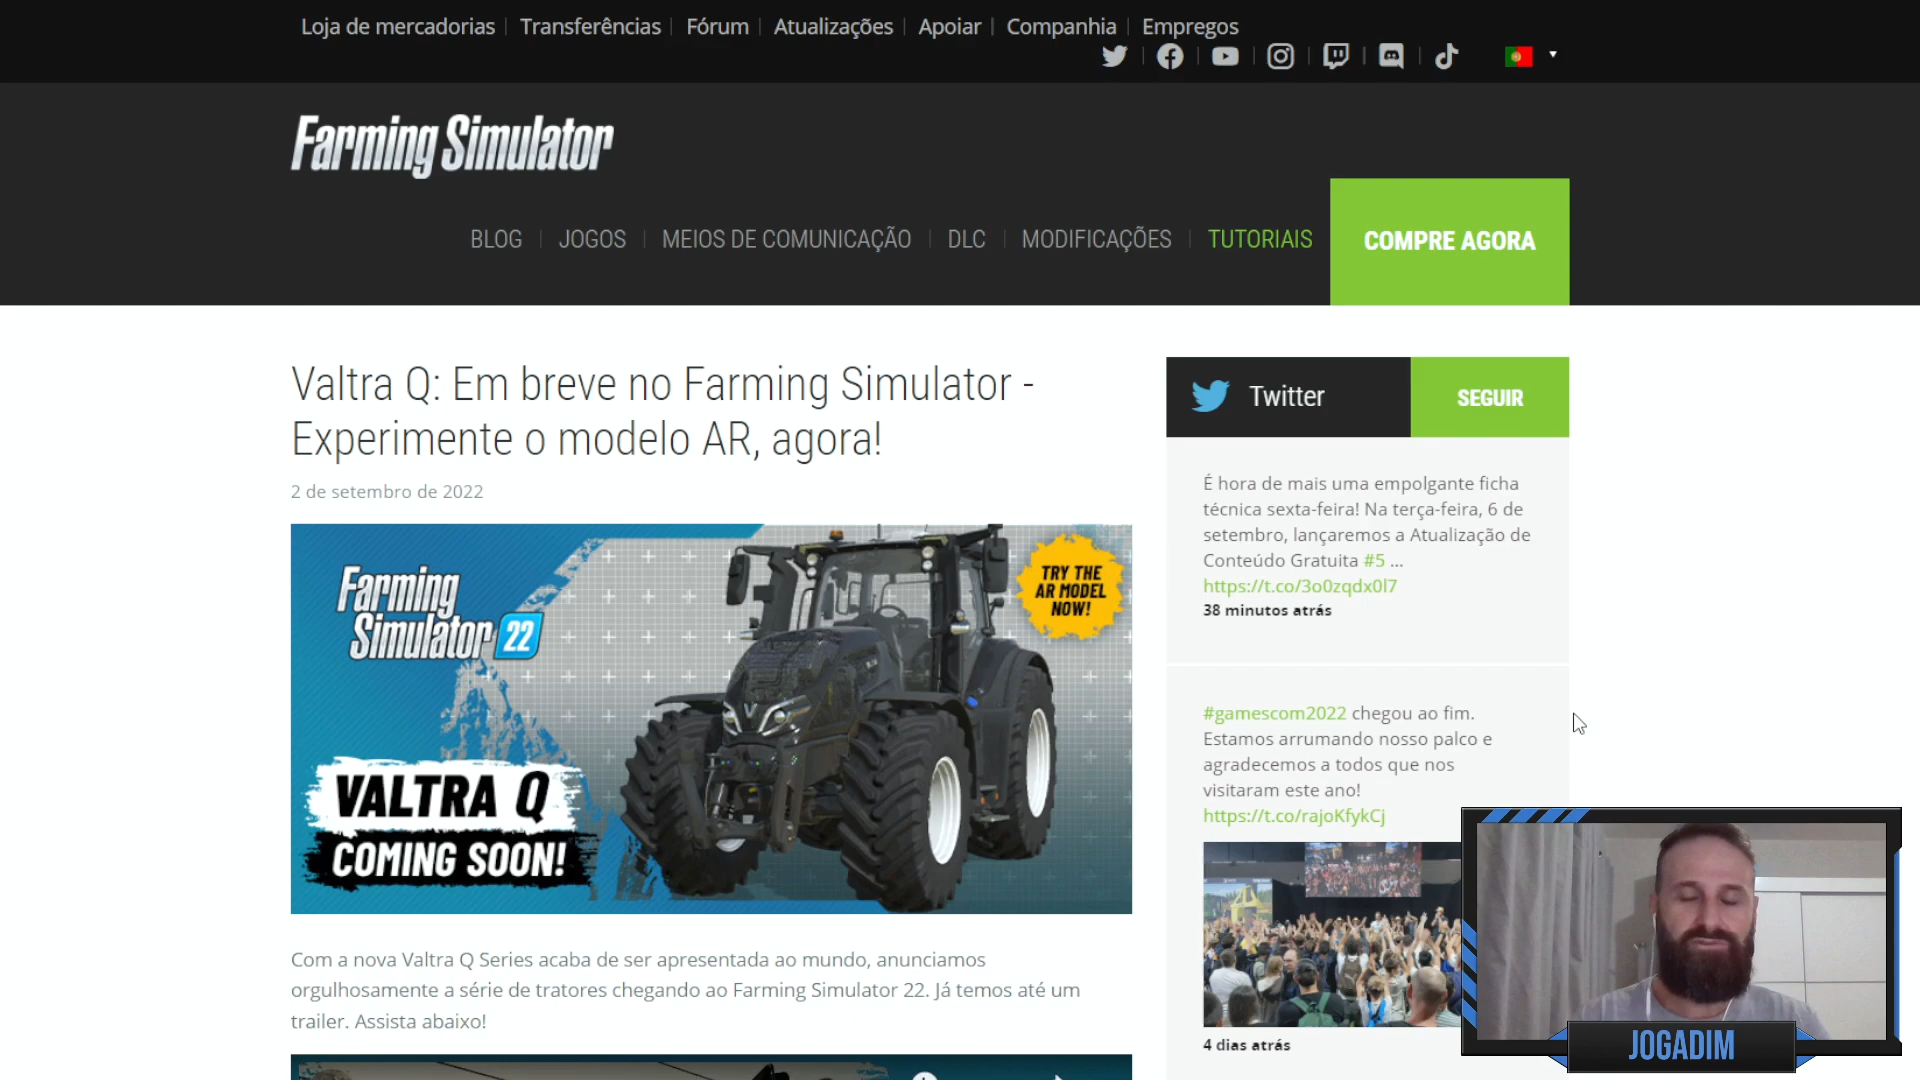 Loja de mercadorias | Transferências | Fórum | Atualizações | Apoiar | Companhia | Empregos
Farming Simulator
BLOG | JOGOS | MEIOS DE COMUNICAÇÃO | DLC | MODIFICAÇÕES | TUTORIAIS
COMPRE AGORA
Valtra Q: Em breve no Farming Simulator -
Experimente o modelo AR, agora!
2 de setembro de 2022
Farming
Simulator 22
TRY THE
AR MODEL
NOW!
VALTRA Q
COMING SOON!
Com a nova Valtra Q Series acaba de ser apresentada ao mundo, anunciamos
orgulhosamente a série de tratores chegando ao Farming Simulator 22. Já temos até um
trailer. Assista abaixo!
Twitter
SEGUIR
É hora de mais uma empolgante ficha
técnica sexta-feira! Na terça-feira, 6 de
setembro, lançaremos a Atualização de
Conteúdo Gratuita #5 ...
https://t.co/3o0zqdx0l7
38 minutos atrás
#gamescom2022 chegou ao fim.
Estamos arrumando nosso palco e
agradecemos a todos que nos
visitaram este ano!
https://t.co/rajoKfykCj
4 dias atrás
JOGADIM